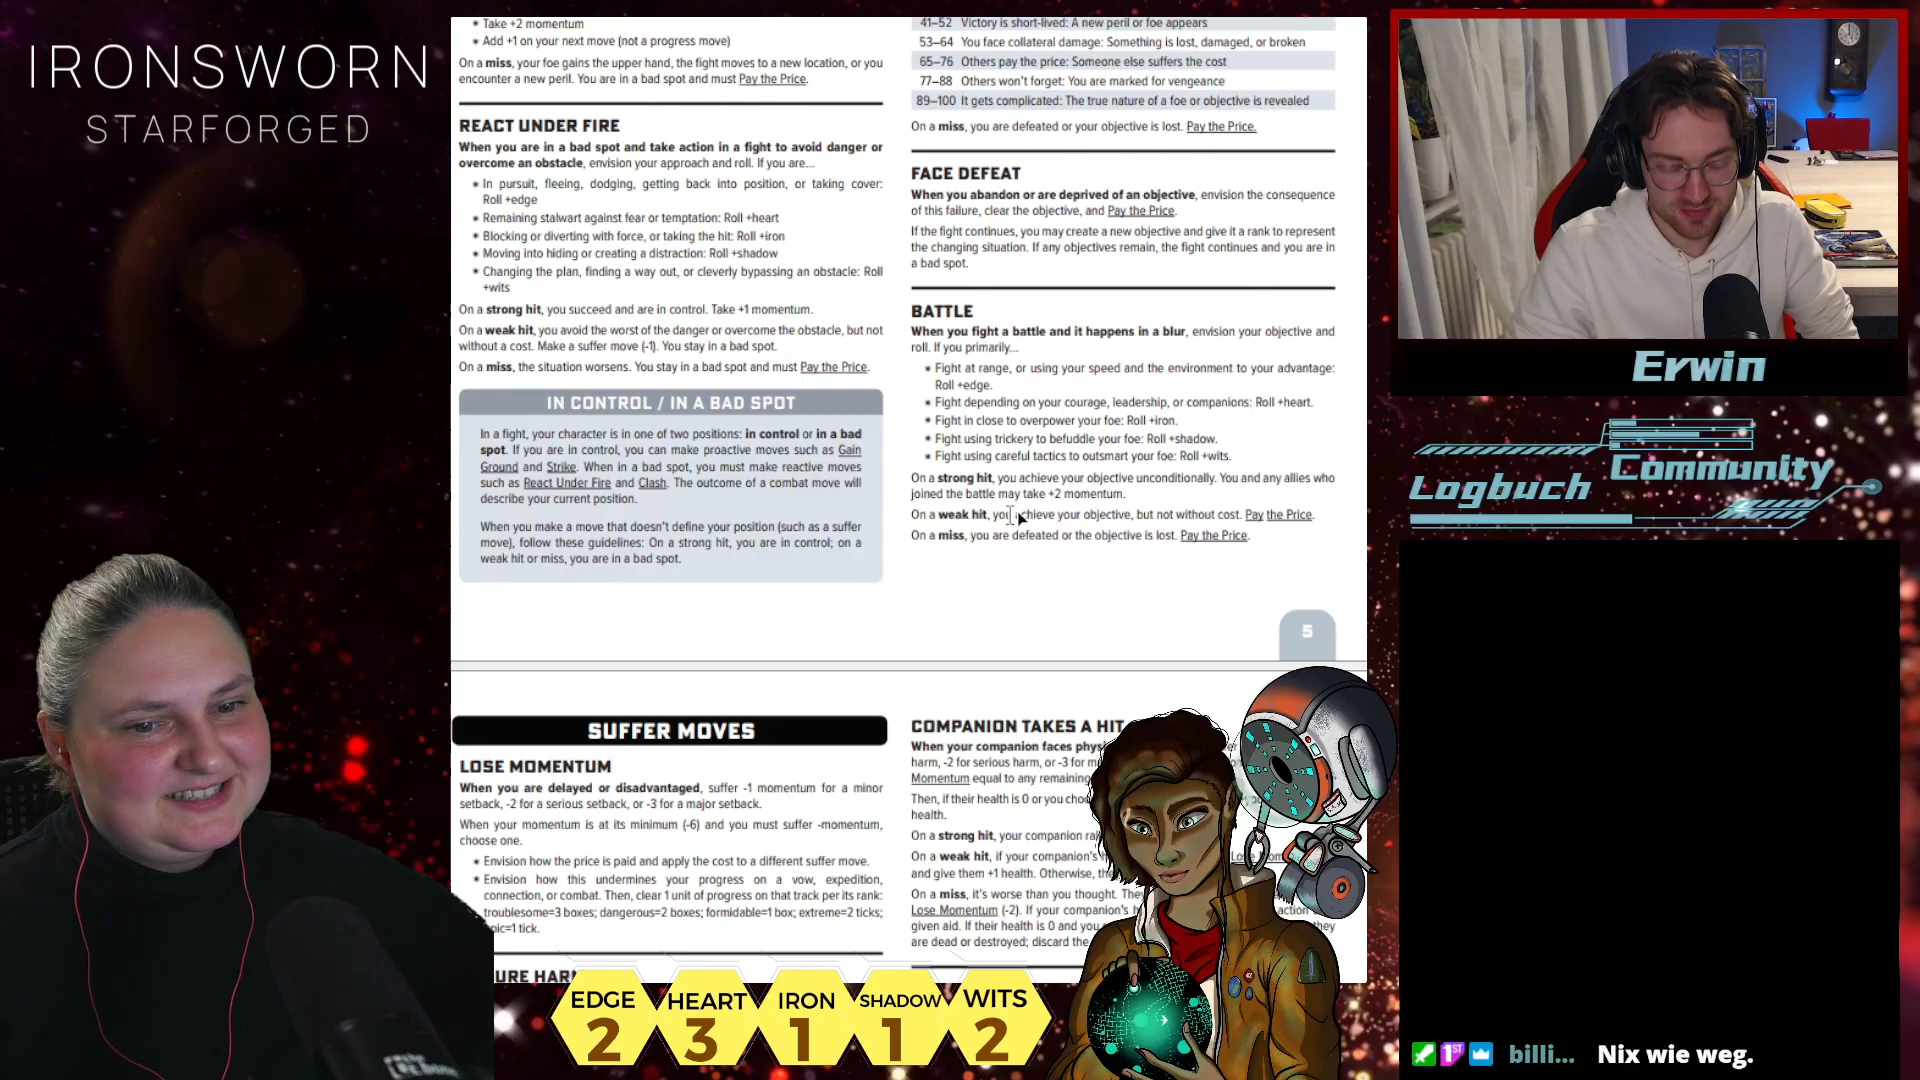 IRONSWORN
STARFORGED
* Take +2 momentum
* Add +1 on your next move (not a progress move)
On a miss, your foe gains the upper hand, the fight moves to a new location, or you
encounter a new peril. You are in a bad spot and must Pay the Price.
REACT UNDER FIRE
When you are in a bad spot and take action in a fight to avoid danger or
overcome an obstacle, envision your approach and roll. If you are...
* In pursuit, fleeing, dodging, getting back into position, or taking cover:
Roll +edge
* Remaining stalwart against fear or temptation: Roll +heart
* Blocking or diverting with force, or taking the hit: Roll +iron
* Moving into hiding or creating a distraction: Roll +shadow
* Changing the plan, finding a way out, or cleverly bypassing an obstacle: Roll
+wits
On a strong hit, you succeed and are in control. Take +1 momentum.
On a weak hit, you avoid the worst of the danger or overcome the obstacle, but not
without a cost. Make a suffer move (-1). You stay in a bad spot.
On a miss, the situation worsens. You stay in a bad spot and must Pay the Price.
IN CONTROL / IN A BAD SPOT
In a fight, your character is in one of two positions: in control or in a bad
spot. If you are in control, you can make proactive moves such as Gain
Ground and Strike. When in a bad spot, you must make reactive moves
such as React Under Fire and Clash. The outcome of a combat move will
describe your current position.
When you make a move that doesn't define your position (such as a suffer
move), follow these guidelines: On a strong hit, you are in control; on a
weak hit or miss, you are in a bad spot.
41–52 Victory is short-lived: A new peril or foe appears
53–64 You face collateral damage: Something is lost, damaged, or broken
65–76 Others pay the price: Someone else suffers the cost
77–88 Others won't forget: You are marked for vengeance
89–100 It gets complicated: The true nature of a foe or objective is revealed
On a miss, you are defeated or your objective is lost. Pay the Price.
FACE DEFEAT
When you abandon or are deprived of an objective, envision the consequence
of this failure, clear the objective, and Pay the Price.
If the fight continues, you may create a new objective and give it a rank to represent
the changing situation. If any objectives remain, the fight continues and you are in
a bad spot.
BATTLE
When you fight a battle and it happens in a blur, envision your objective and
roll. If you primarily...
* Fight at range, or using your speed and the environment to your advantage:
Roll +edge.
* Fight depending on your courage, leadership, or companions: Roll +heart.
* Fight in close to overpower your foe: Roll +iron.
* Fight using trickery to befuddle your foe: Roll +shadow.
* Fight using careful tactics to outsmart your foe: Roll +wits.
On a strong hit, you achieve your objective unconditionally. You and any allies who
joined the battle may take +2 momentum.
On a weak hit, you achieve your objective, but not without cost. Pay the Price.
On a miss, you are defeated or the objective is lost. Pay the Price.
5
SUFFER MOVES
LOSE MOMENTUM
When you are delayed or disadvantaged, suffer -1 momentum for a minor
setback, -2 for a serious setback, or -3 for a major setback.
When your momentum is at its minimum (-6) and you must suffer -momentum,
choose one.
* Envision how the price is paid and apply the cost to a different suffer move.
* Envision how this undermines your progress on a vow, expedition,
connection, or combat. Then, clear 1 unit of progress on that track per its rank:
troublesome=3 boxes; dangerous=2 boxes; formidable=1 box; extreme=2 ticks;
pic=1 tick.
URE HAR
COMPANION TAKES A HIT
When your companion faces physi
harm, -2 for serious harm, or -3 for m
Momentum equal to any remaining
Then, if their health is 0 or you choo
health.
On a strong hit, your companion ral
On a weak hit, if your companion's h Lose Mom
and give them +1 health. Otherwise, the
On a miss, it's worse than you thought. They
Lose Momentum (-2). If your companion's h action
given aid. If their health is 0 and you they
are dead or destroyed; discard the
EDGE HEART IRON SHADOW WITS
2 3 1 1 2
Erwin
Logbuch Community
1ST billi... Nix wie weg.